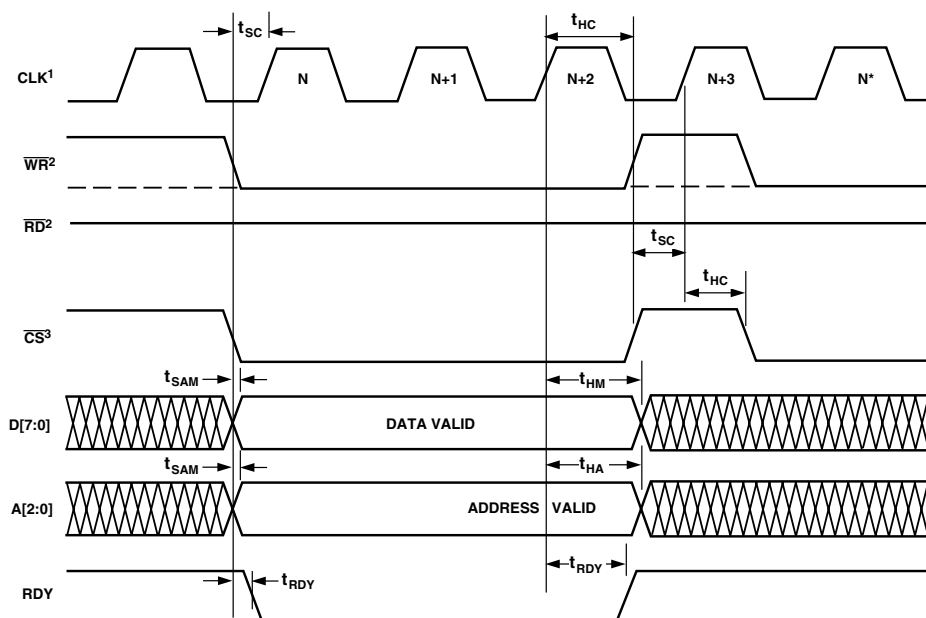 tSC tHC
CLK¹ N N+1 N+2 N+3 N*
WR²
RD²
tSC
tHC
CS³
tSAM tHM
D[7:0] DATA VALID
tSAM tHA
A[2:0] ADDRESS VALID
tRDY tRDY
RDY